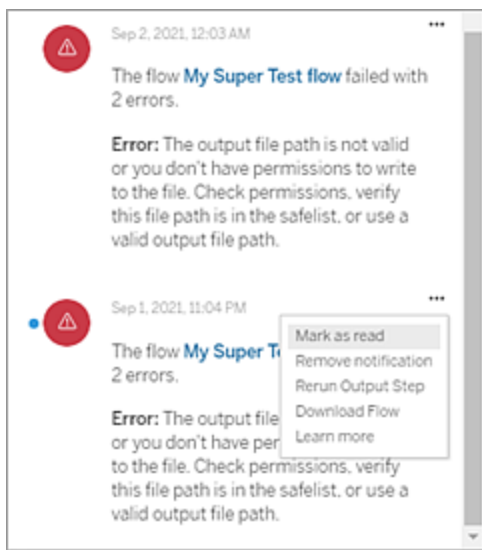 Sep 2, 2021, 12:03 AM
The flow My Super Test flow failed with
2 errors.
Error: The output file path is not valid
or you don't have permissions to write
to the file. Check permissions, verify
this file path is in the safelist, or use a
valid output file path.
Sep 1, 2021, 11:04 PM
The flow My Super T
2 errors.
Error: The output file
or you don't have per
to the file. Check permissions, verify
this file path is in the safelist, or use a
valid output file path.
Mark as read
Remove notification
Rerun Output Step
Download Flow
Learn more